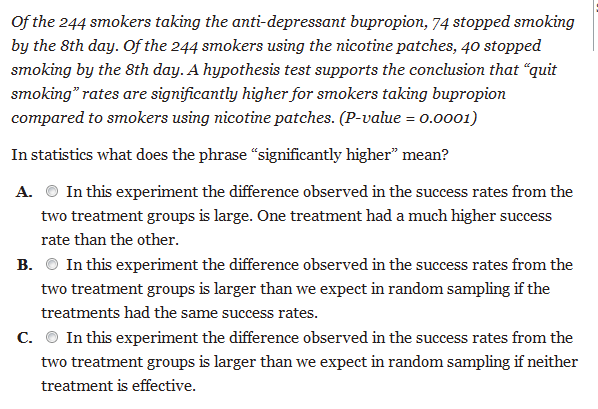 Of the 244 smokers taking the anti-depressant bupropion, 74 stopped smoking
by the 8th day. Of the 244 smokers using the nicotine patches, 40 stopped
smoking by the 8th day. A hypothesis test supports the conclusion that “quit
smoking” rates are significantly higher for smokers taking bupropion
compared to smokers using nicotine patches. (P-value = 0.0001)
In statistics what does the phrase “significantly higher” mean?
A. In this experiment the difference observed in the success rates from the
two treatment groups is large. One treatment had a much higher success
rate than the other.
B. In this experiment the difference observed in the success rates from the
two treatment groups is larger than we expect in random sampling if the
treatments had the same success rates.
C. In this experiment the difference observed in the success rates from the
two treatment groups is larger than we expect in random sampling if neither
treatment is effective.